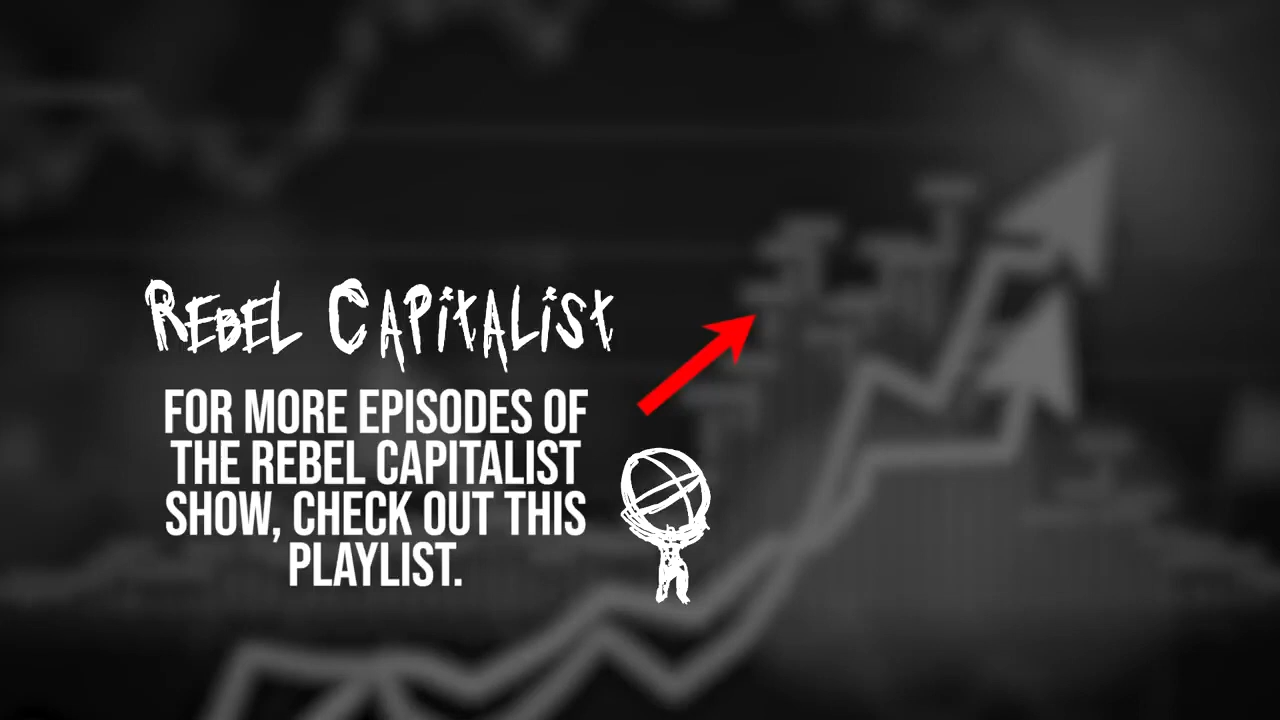 REBEL CAPITALIST
FOR MORE EPISODES OF
THE REBEL CAPITALIST
SHOW, CHECK OUT THIS
PLAYLIST.